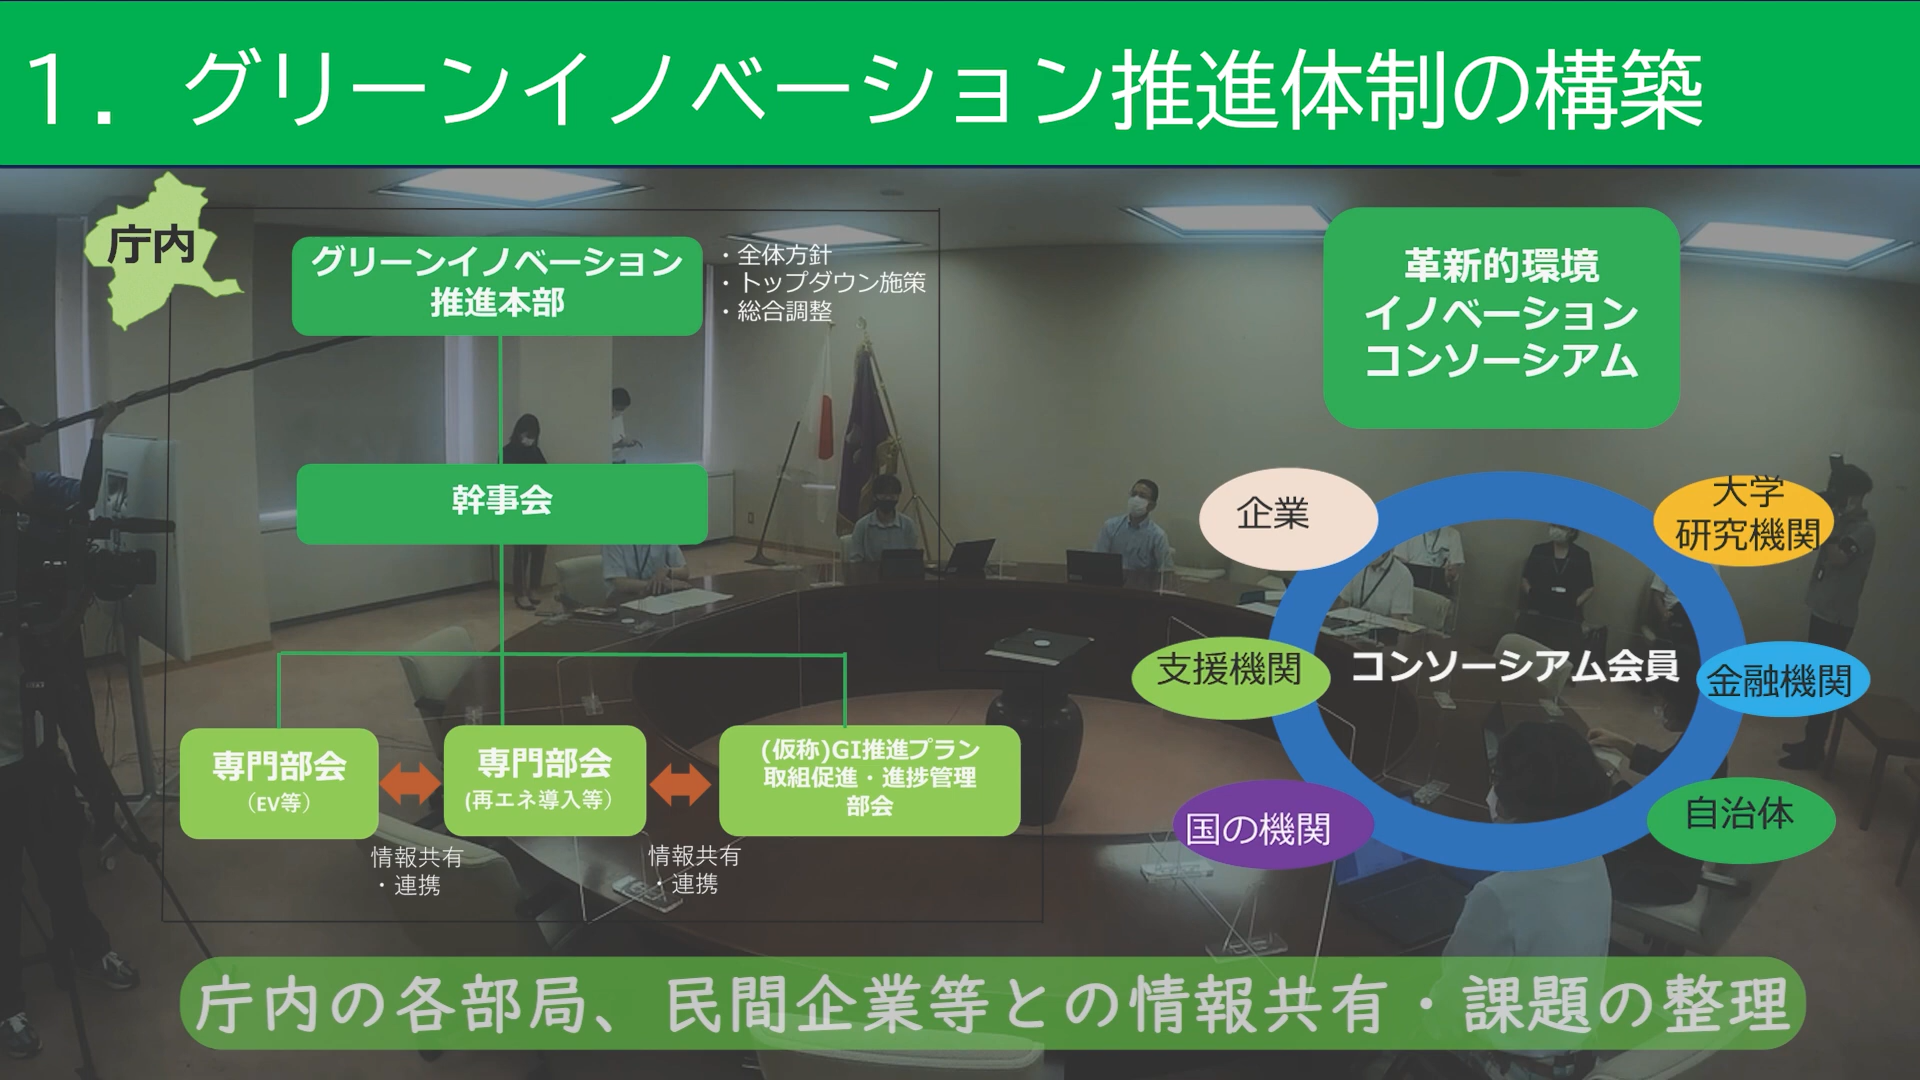 1. グリーンイノベーション推進体制の構築
庁内
グリーンイノベーション
推進本部
・全体方針
・トップダウン施策
・総合調整
幹事会
専門部会
（EV等）
専門部会
(再エネ導入等）
(仮称)GI推進プラン
取組促進・進捗管理
部会
情報共有
・連携
情報共有
・連携
革新的環境
イノベーション
コンソーシアム
企業
大学
研究機関
支援機関
コンソーシアム会員
金融機関
国の機関
自治体
庁内の各部局、民間企業等との情報共有・課題の整理